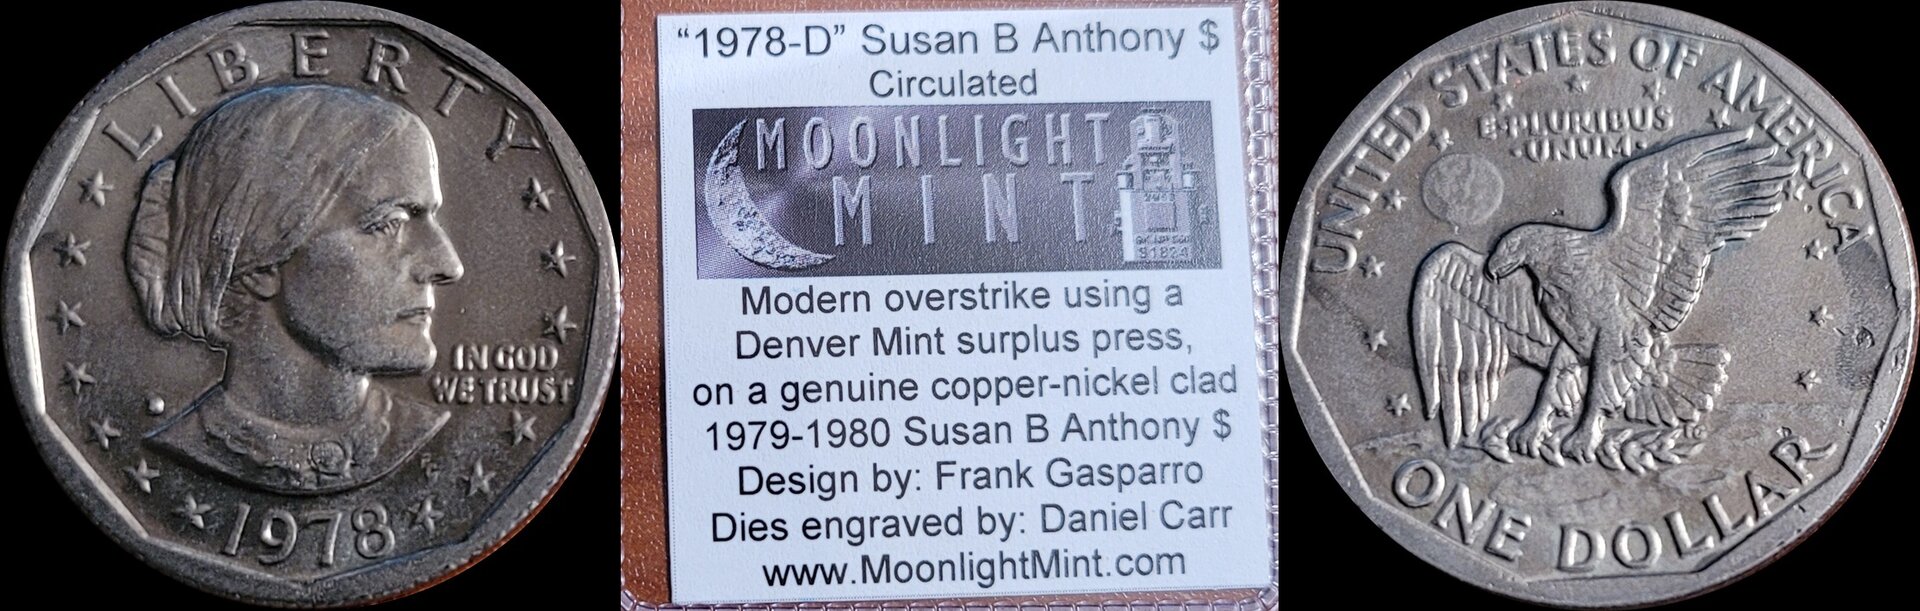 LIBERTY
IN GOD
WE TRUST
1978
"1978-D" Susan B Anthony $
Circulated
MOONLIGHT
MINT
Modern overstrike using a
Denver Mint surplus press,
on a genuine copper-nickel clad
1979-1980 Susan B Anthony $
Design by: Frank Gasparro
Dies engraved by: Daniel Carr
www.MoonlightMint.com
UNITED STATES OF AMERICA
E·PLURIBUS
·UNUM·
ONE DOLLAR